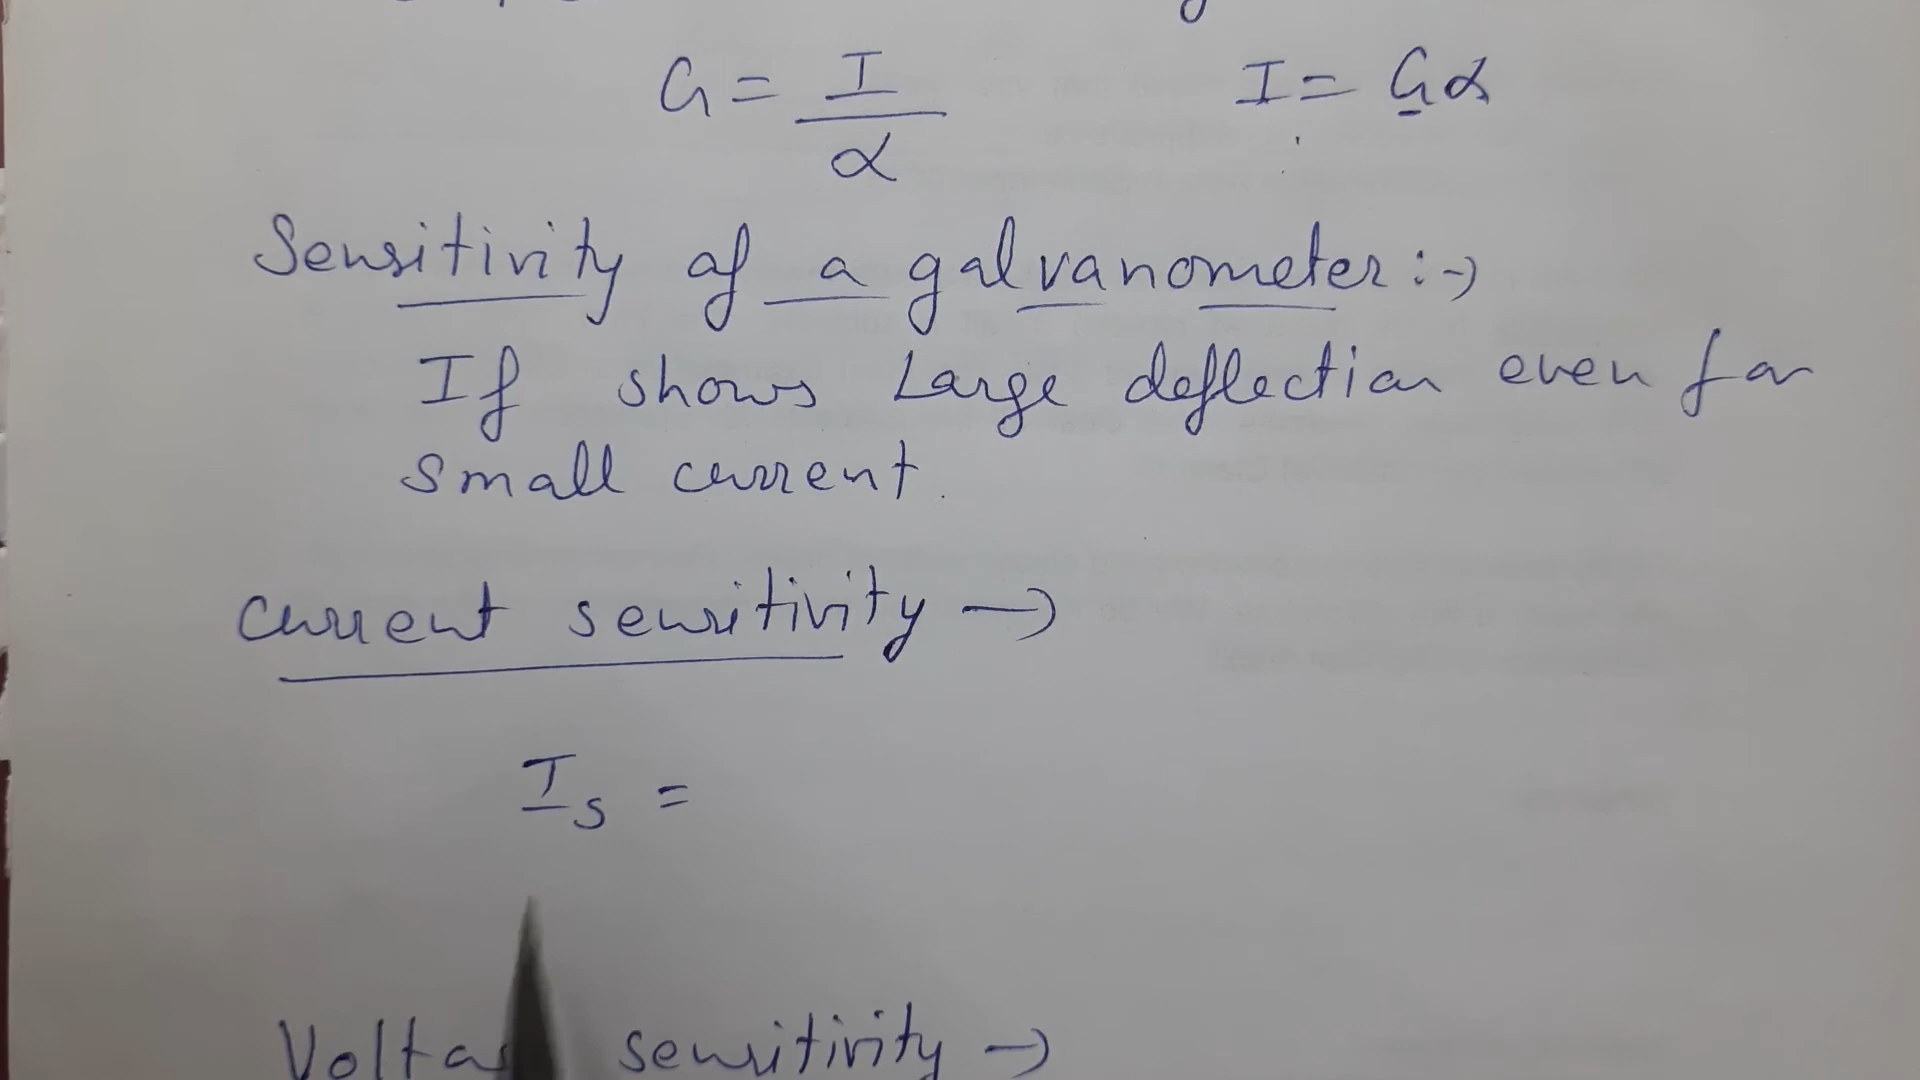 G = I / α I = Gα
Sensitivity of a galvanometer :→
If shows Large deflection even for
small current.
Current sensitivity →
Is =
sensitivity →